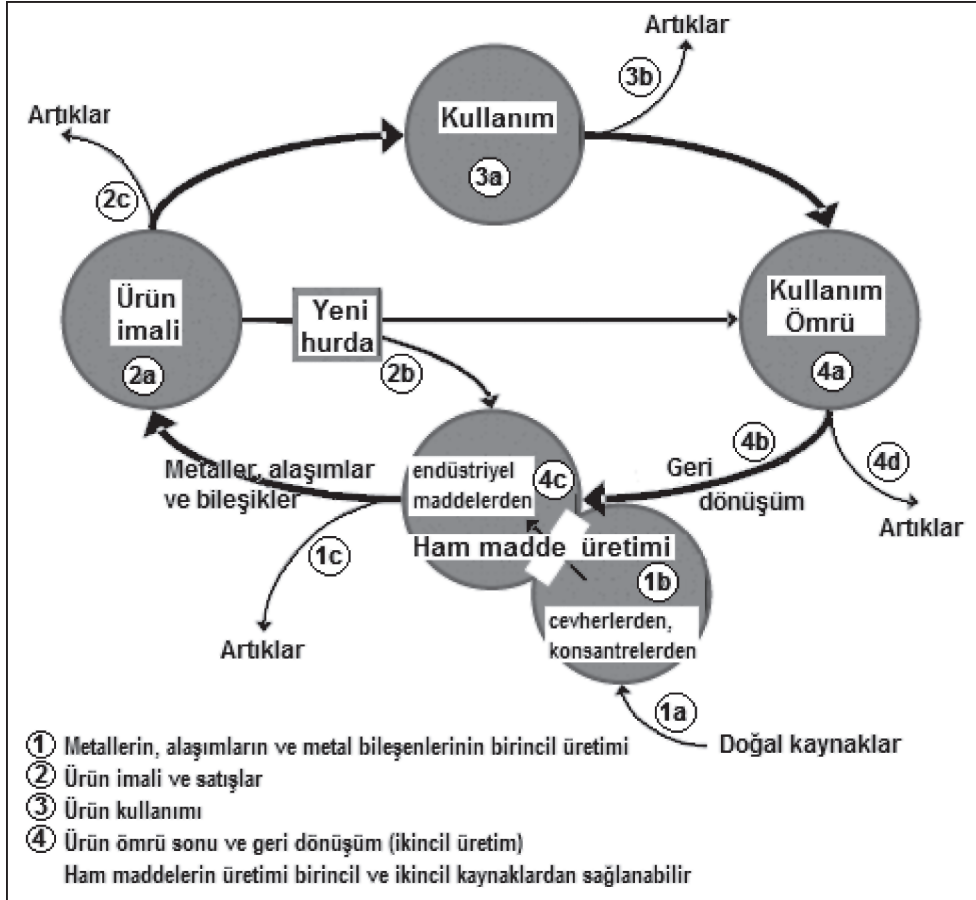 Artıklar
3b
Kullanım
3a
Artıklar
2c
Ürün
imali
2a
Yeni
hurda
2b
Kullanım
Ömrü
4a
4b
Geri
dönüşüm
4d
Artıklar
Metaller, alaşımlar
ve bileşikler
endüstriyel
maddelerden
4c
Ham madde üretimi
1b
cevherlerden,
konsantrelerden
1c
Artıklar
1a
Doğal kaynaklar
1 Metallerin, alaşımların ve metal bileşenlerinin birincil üretimi
2 Ürün imali ve satışlar
3 Ürün kullanımı
4 Ürün ömrü sonu ve geri dönüşüm (ikincil üretim)
Ham maddelerin üretimi birincil ve ikincil kaynaklardan sağlanabilir